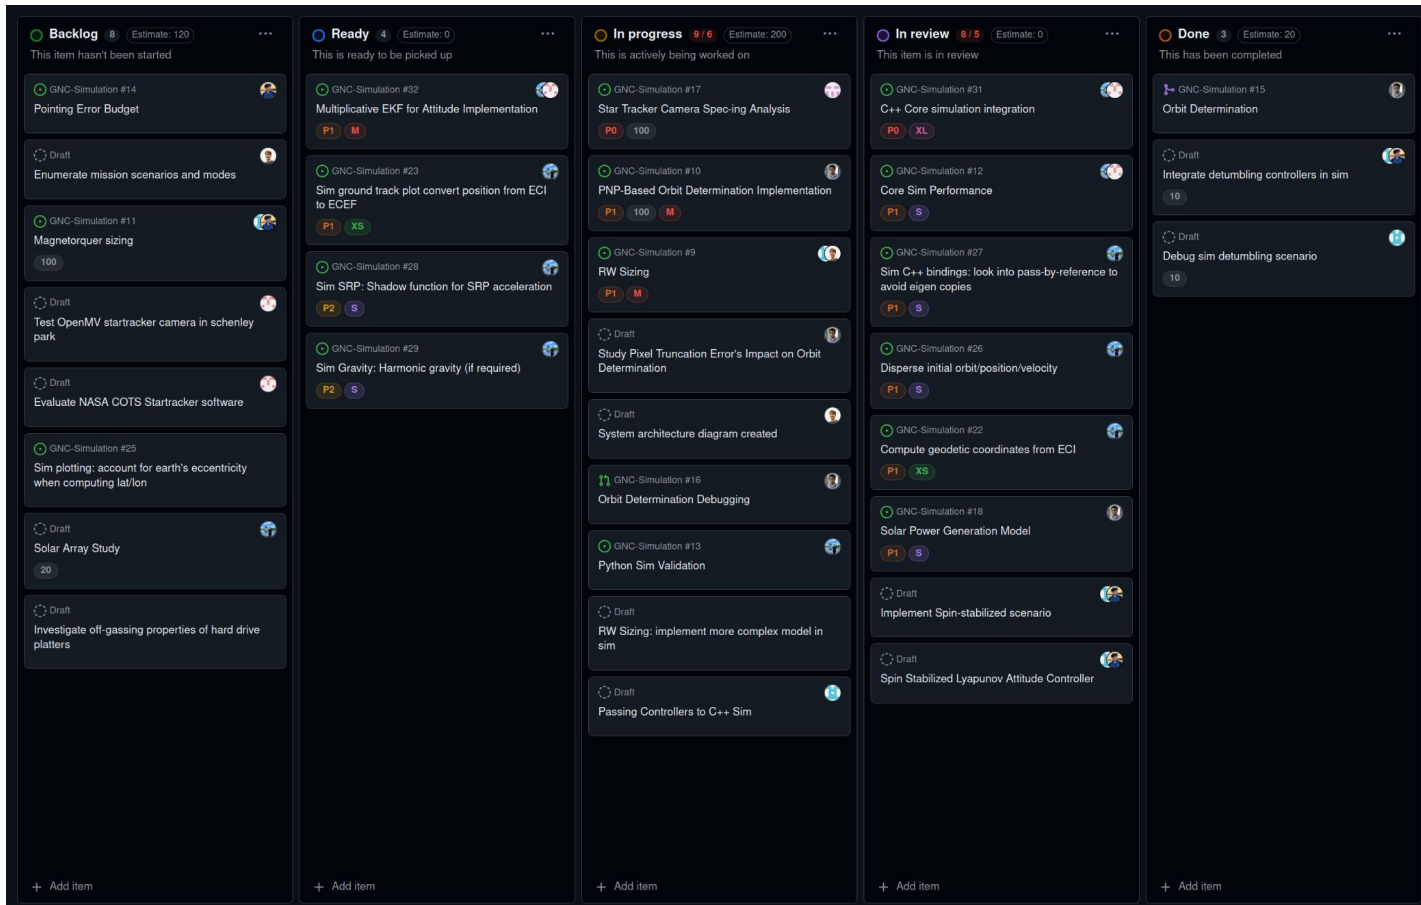 Backlog 8 Estimate: 120 ...
This item hasn't been started
GNC-Simulation #14
Pointing Error Budget
Draft
Enumerate mission scenarios and modes
GNC-Simulation #11
Magnetorquer sizing
100
Draft
Test OpenMV startracker camera in schenley
park
Draft
Evaluate NASA COTS Startracker software
GNC-Simulation #25
Sim plotting: account for earth's eccentricity
when computing lat/lon
Draft
Solar Array Study
20
Draft
Investigate off-gassing properties of hard drive
platters
+ Add item
Ready 4 Estimate: 0 ...
This is ready to be picked up
GNC-Simulation #32
Multiplicative EKF for Attitude Implementation
P1 M
GNC-Simulation #23
Sim ground track plot convert position from ECI
to ECEF
P1 XS
GNC-Simulation #28
Sim SRP: Shadow function for SRP acceleration
P2 S
GNC-Simulation #29
Sim Gravity: Harmonic gravity (if required)
P2 S
+ Add item
In progress 9 / 6 Estimate: 200 ...
This is actively being worked on
GNC-Simulation #17
Star Tracker Camera Spec-ing Analysis
P0 100
GNC-Simulation #10
PNP-Based Orbit Determination Implementation
P1 100 M
GNC-Simulation #9
RW Sizing
P1 M
Draft
Study Pixel Truncation Error's Impact on Orbit
Determination
Draft
System architecture diagram created
GNC-Simulation #16
Orbit Determination Debugging
GNC-Simulation #13
Python Sim Validation
Draft
RW Sizing: implement more complex model in
sim
Draft
Passing Controllers to C++ Sim
+ Add item
In review 8 / 5 Estimate: 0 ...
This item is in review
GNC-Simulation #31
C++ Core simulation integration
P0 XL
GNC-Simulation #12
Core Sim Performance
P1 S
GNC-Simulation #27
Sim C++ bindings: look into pass-by-reference to
avoid eigen copies
P1 S
GNC-Simulation #26
Disperse initial orbit/position/velocity
P1 S
GNC-Simulation #22
Compute geodetic coordinates from ECI
P1 XS
GNC-Simulation #18
Solar Power Generation Model
P1 S
Draft
Implement Spin-stabilized scenario
Draft
Spin Stabilized Lyapunov Attitude Controller
+ Add item
Done 3 Estimate: 20 ...
This has been completed
GNC-Simulation #15
Orbit Determination
Draft
Integrate detumbling controllers in sim
10
Draft
Debug sim detumbling scenario
10
+ Add item